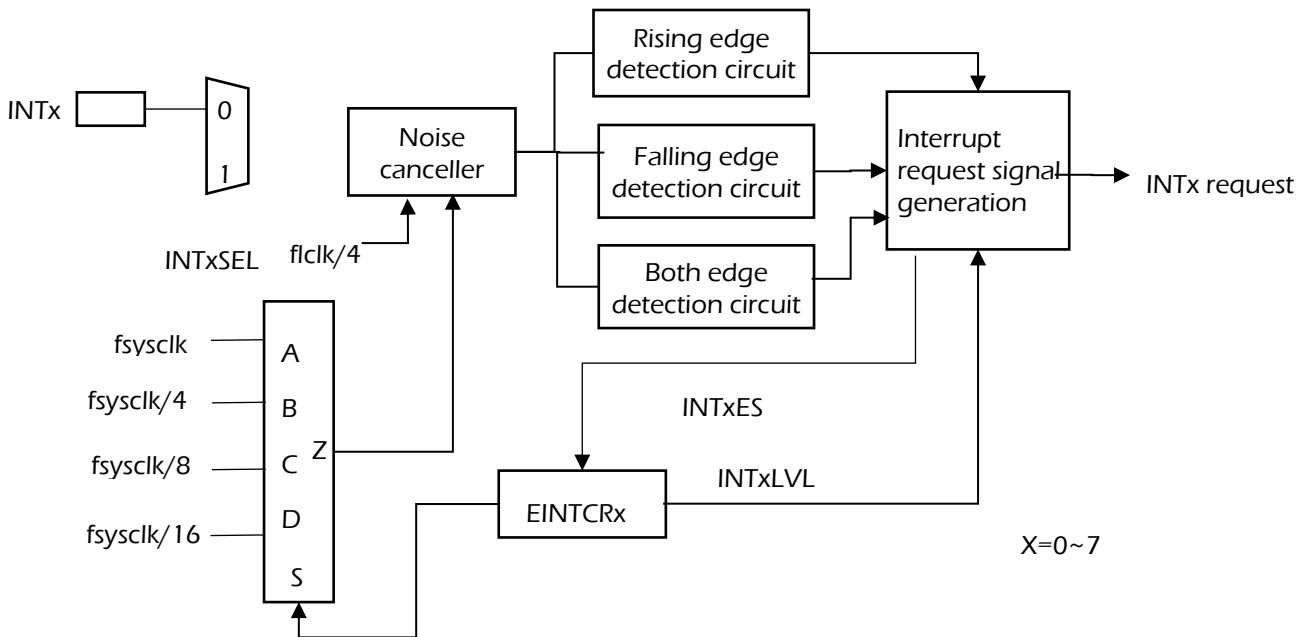 INTx
0
1
Noise
canceller
Rising edge
detection circuit
Falling edge
detection circuit
Both edge
detection circuit
Interrupt
request signal
generation
INTx request
INTxSEL
flclk/4
fsysclk
fsysclk/4
fsysclk/8
fsysclk/16
A
B
C
D
S
Z
INTxES
EINTCRx
INTxLVL
X=0~7